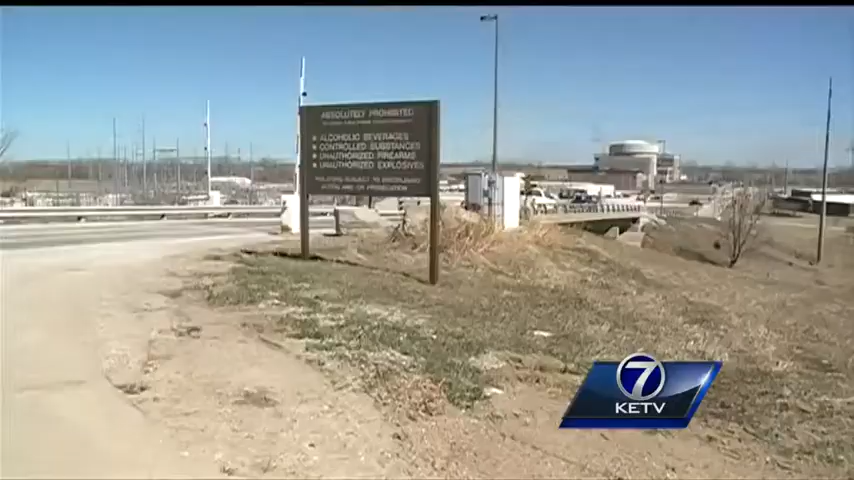 ABSOLUTELY PROHIBITED
ALCOHOLIC BEVERAGES
CONTROLLED SUBSTANCES
UNAUTHORIZED FIREARMS
UNAUTHORIZED EXPLOSIVES
7
KETV